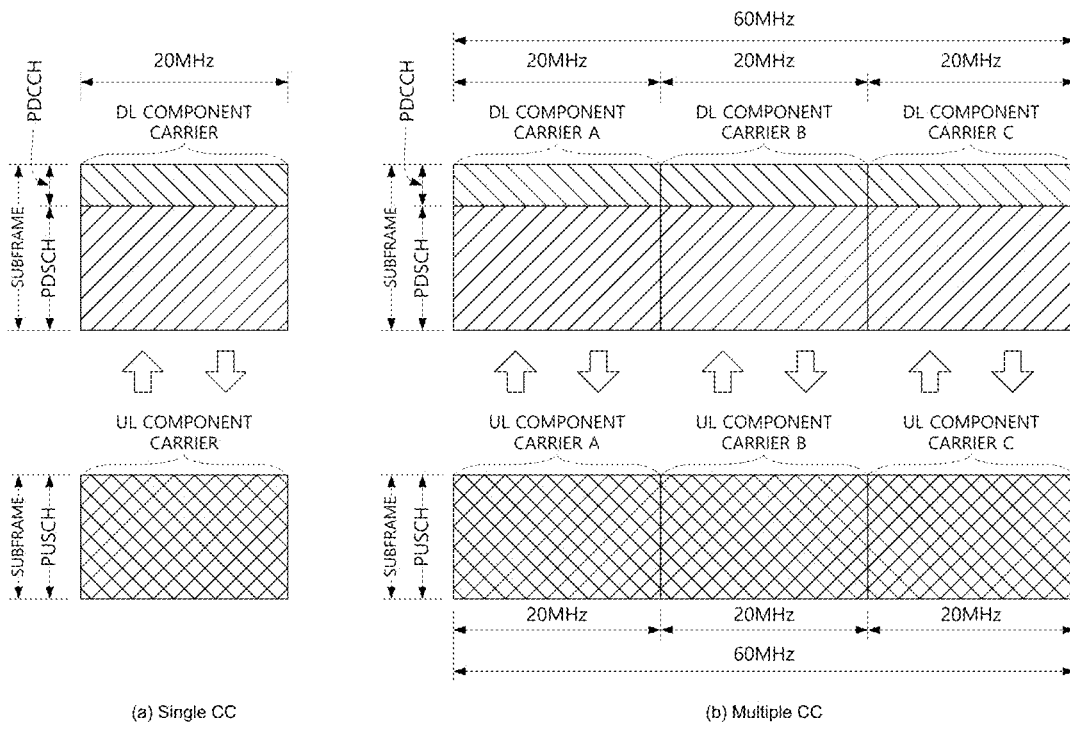 60MHz
20MHz
20MHz
20MHz
20MHz
PDCCH
DL COMPONENT
CARRIER
PDCCH
DL COMPONENT
CARRIER A
DL COMPONENT
CARRIER B
DL COMPONENT
CARRIER C
SUBFRAME
PDSCH
SUBFRAME
PDSCH
UL COMPONENT
CARRIER
UL COMPONENT
CARRIER A
UL COMPONENT
CARRIER B
UL COMPONENT
CARRIER C
SUBFRAME
PUSCH
SUBFRAME
PUSCH
20MHz
20MHz
20MHz
60MHz
(a) Single CC
(b) Multiple CC